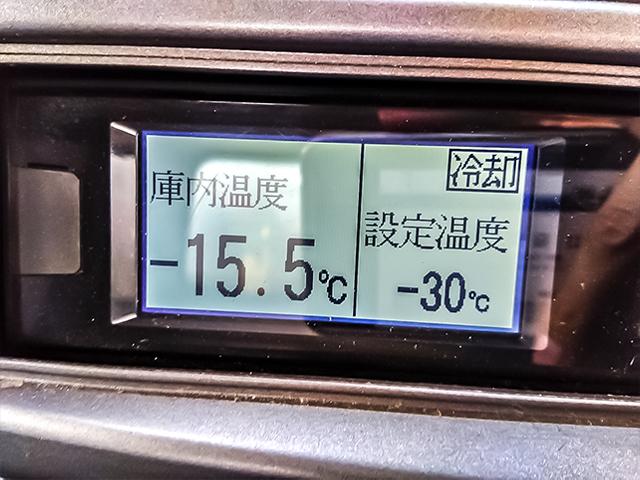 庫内温度
-15.5℃
冷却
設定温度
-30℃